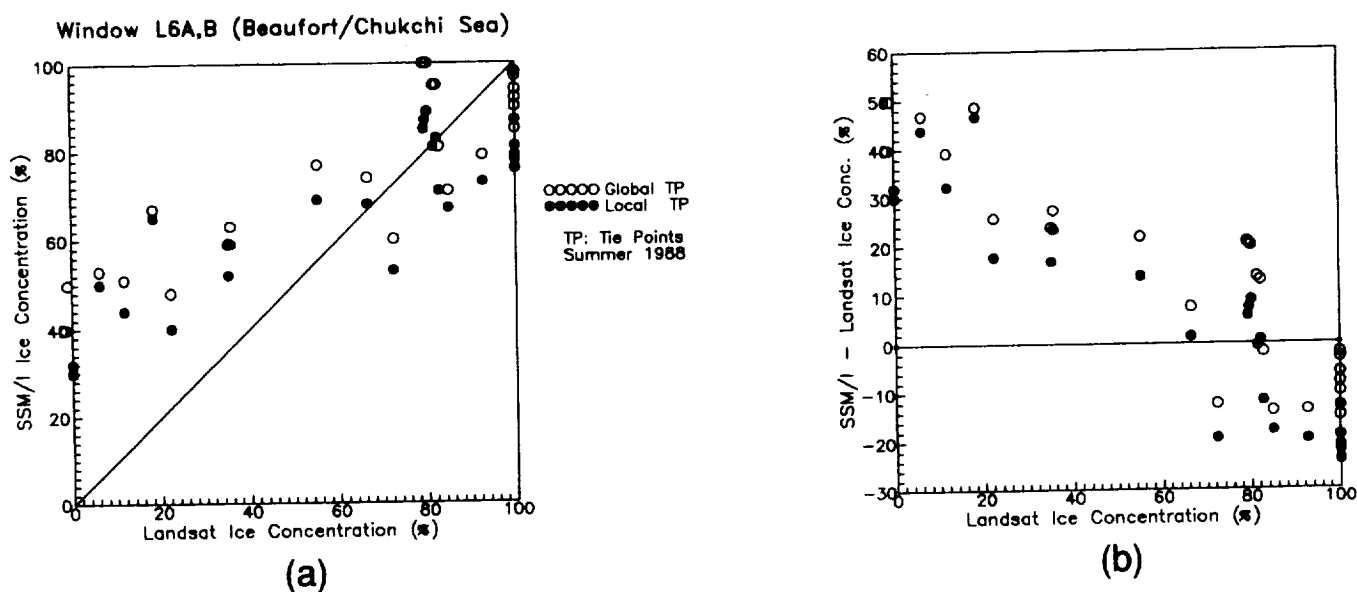 Window L6A,B (Beaufort/Chukchi Sea)
SSM/I Ice Concentration (%)
100
80
60
40
20
0
0 20 40 60 80 100
Landsat Ice Concentration (%)
(a)
Global TP
Local TP
TP: Tie Points
Summer 1988
SSM/I - Landsat Ice Conc. (%)
60
50
40
30
20
10
0
-10
-20
-30
0 20 40 60 80 100
Landsat Ice Concentration (%)
(b)